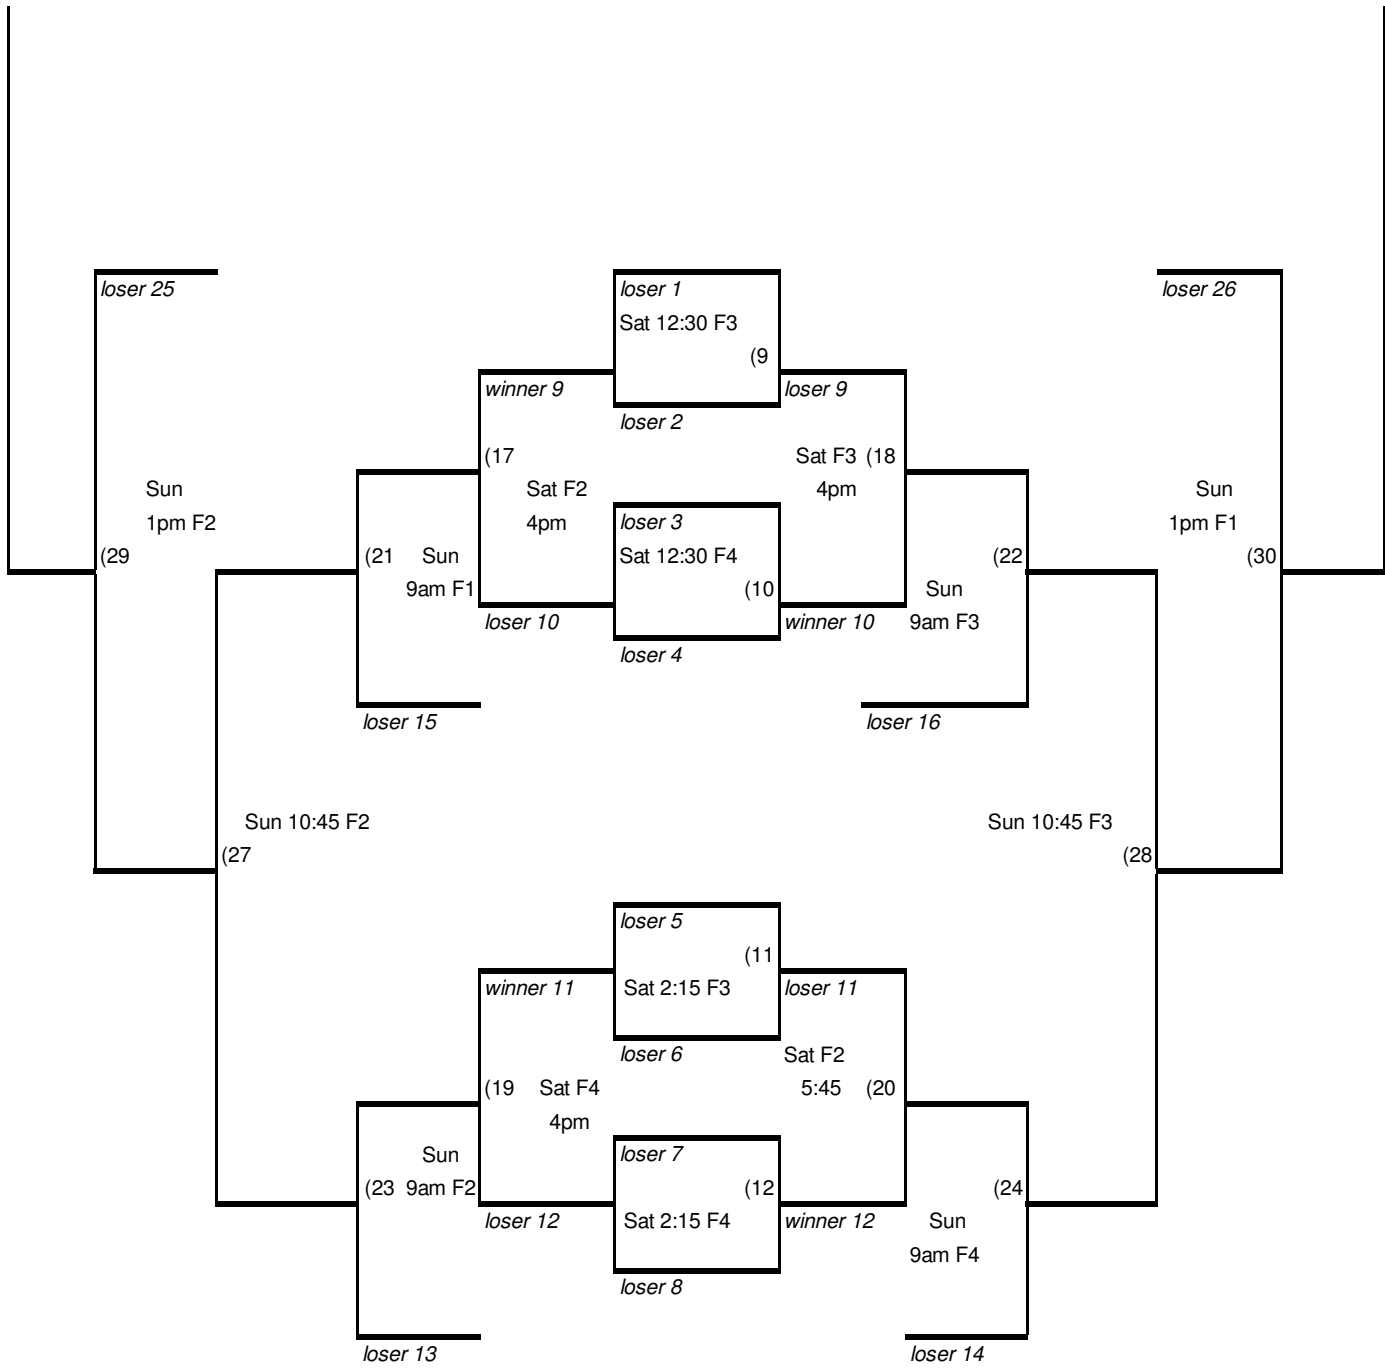 loser 25
loser 1
loser 26
Sat 12:30 F3
(9
winner 9
loser 9
loser 2
(17
Sat F3 (18
Sun
Sat F2
4pm
Sun
1pm F2
4pm
loser 3
1pm F1
(29
(21
Sun
Sat 12:30 F4
(22
(30
9am F1
(10
Sun
loser 10
winner 10
9am F3
loser 4
loser 15
loser 16
Sun 10:45 F2
Sun 10:45 F3
(27
(28
loser 5
(11
winner 11
Sat 2:15 F3
loser 11
loser 6
Sat F2
(19
Sat F4
5:45
(20
4pm
Sun
loser 7
(23
9am F2
(12
(24
loser 12
Sat 2:15 F4
winner 12
Sun
9am F4
loser 8
loser 13
loser 14